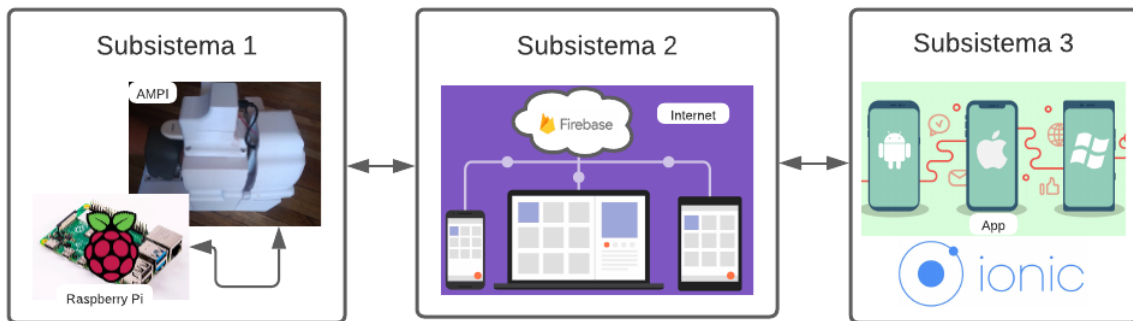 Subsistema 1
AMPI
Raspberry Pi
Subsistema 2
Firebase
Internet
Subsistema 3
App
ionic